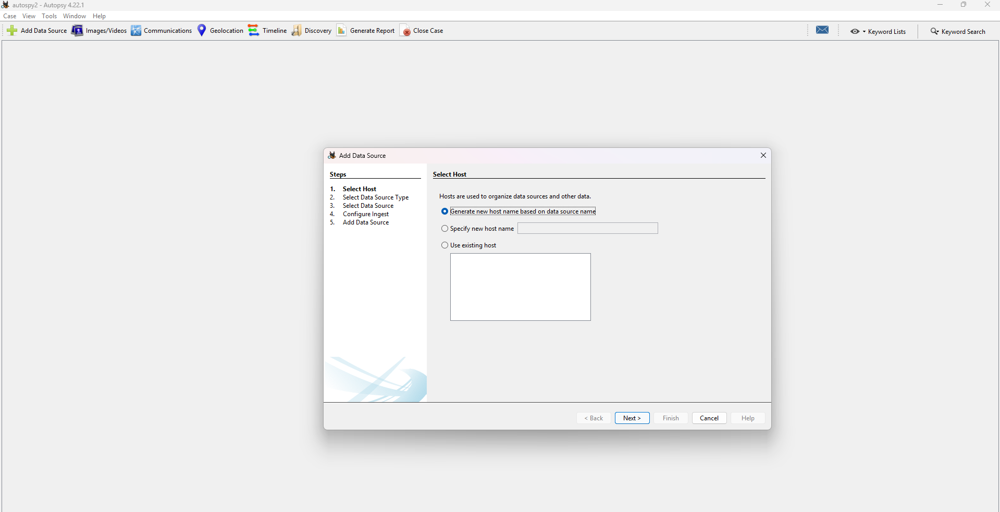 autospy2 - Autopsy 4.22.1
Case View Tools Window Help
Add Data Source Images/Videos Communications Geolocation Timeline Discovery Generate Report Close Case Keyword Lists Keyword Search
Add Data Source
Steps
1. Select Host
2. Select Data Source Type
3. Select Data Source
4. Configure Ingest
5. Add Data Source
Select Host
Hosts are used to organize data sources and other data.
Generate new host name based on data source name
Specify new host name
Use existing host
< Back Next > Finish Cancel Help